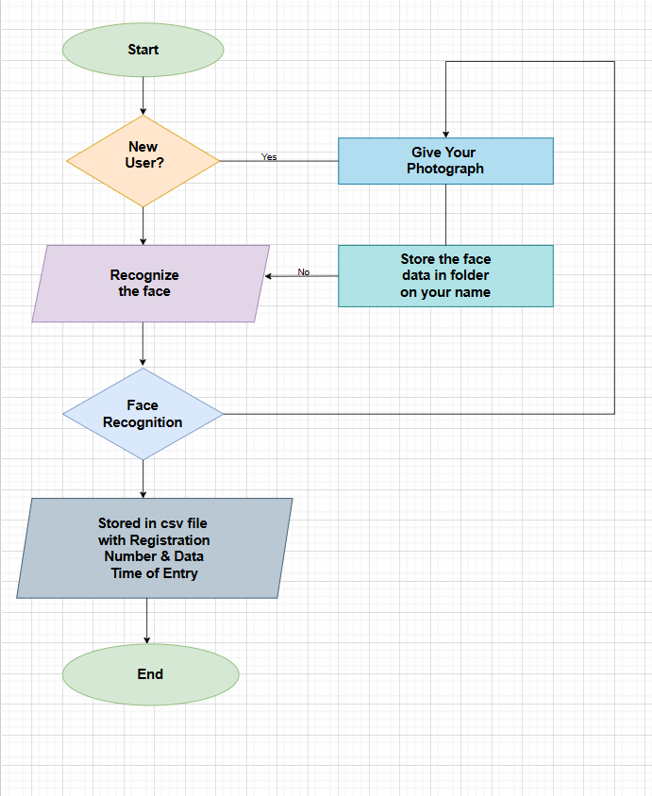 Start
New
User?
Yes
Give Your
Photograph
Recognize
the face
No
Store the face
data in folder
on your name
Face
Recognition
Stored in csv file
with Registration
Number & Data
Time of Entry
End